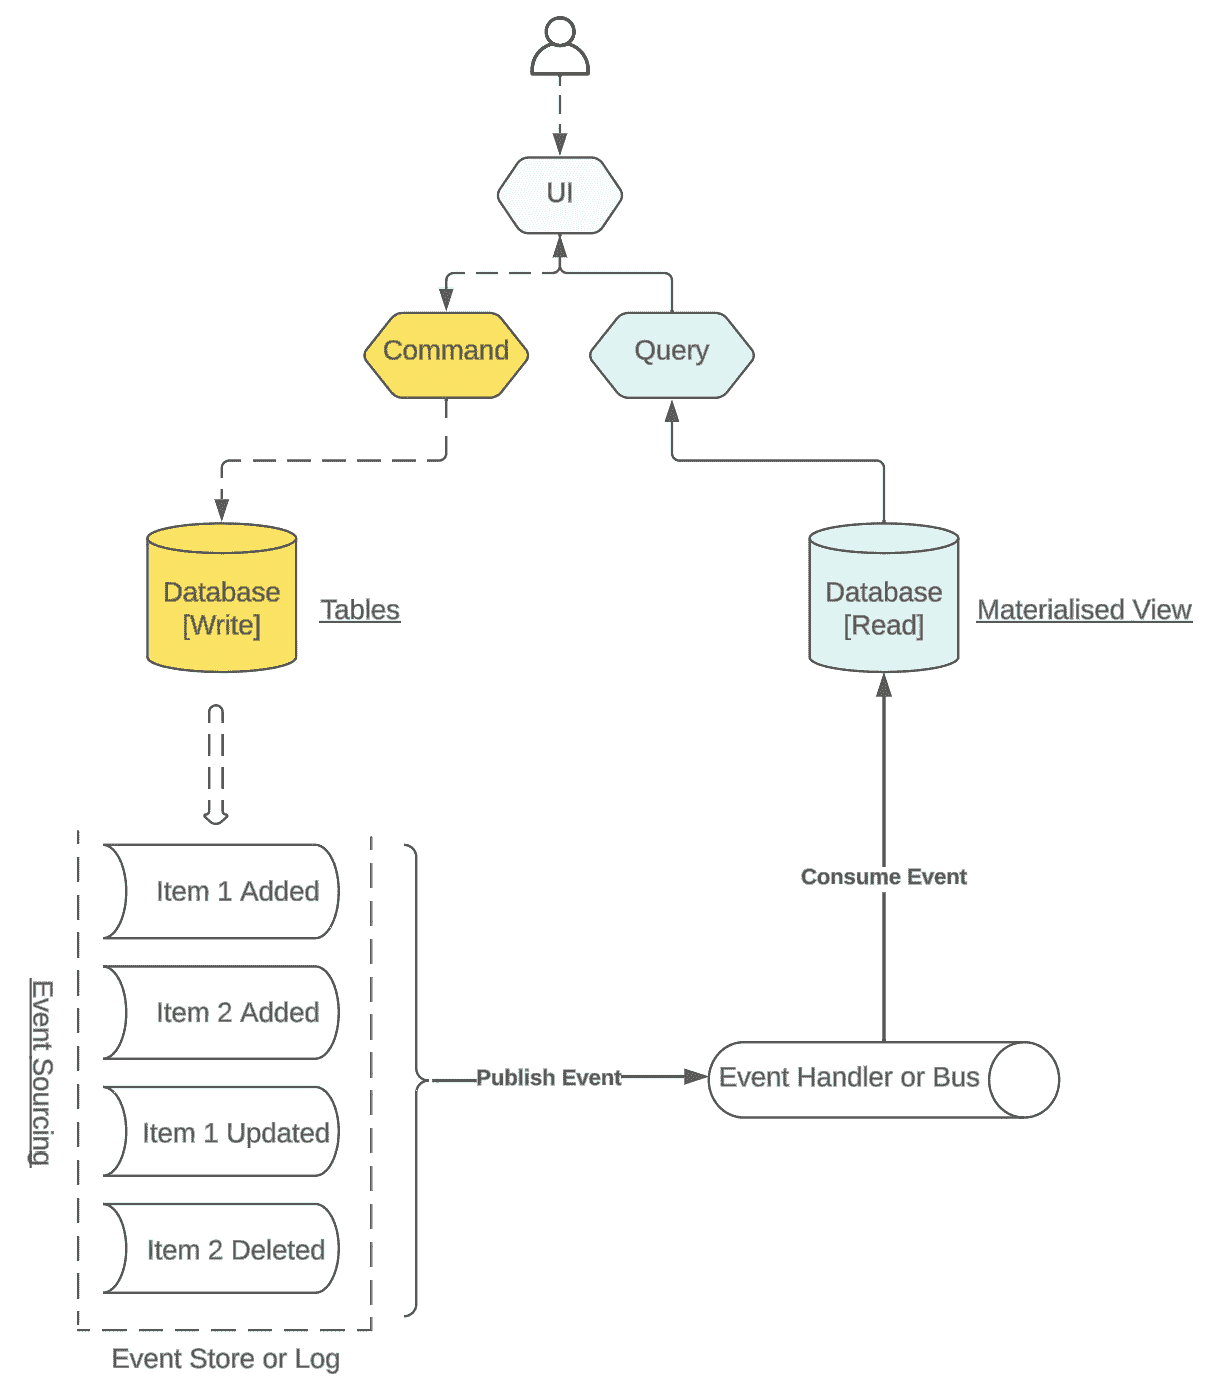 UI
Command
Query
Database
[Write]
Tables
Database
[Read]
Materialised View
Item 1 Added
Item 2 Added
Item 1 Updated
Item 2 Deleted
Event Sourcing
Event Store or Log
Publish Event
Event Handler or Bus
Consume Event